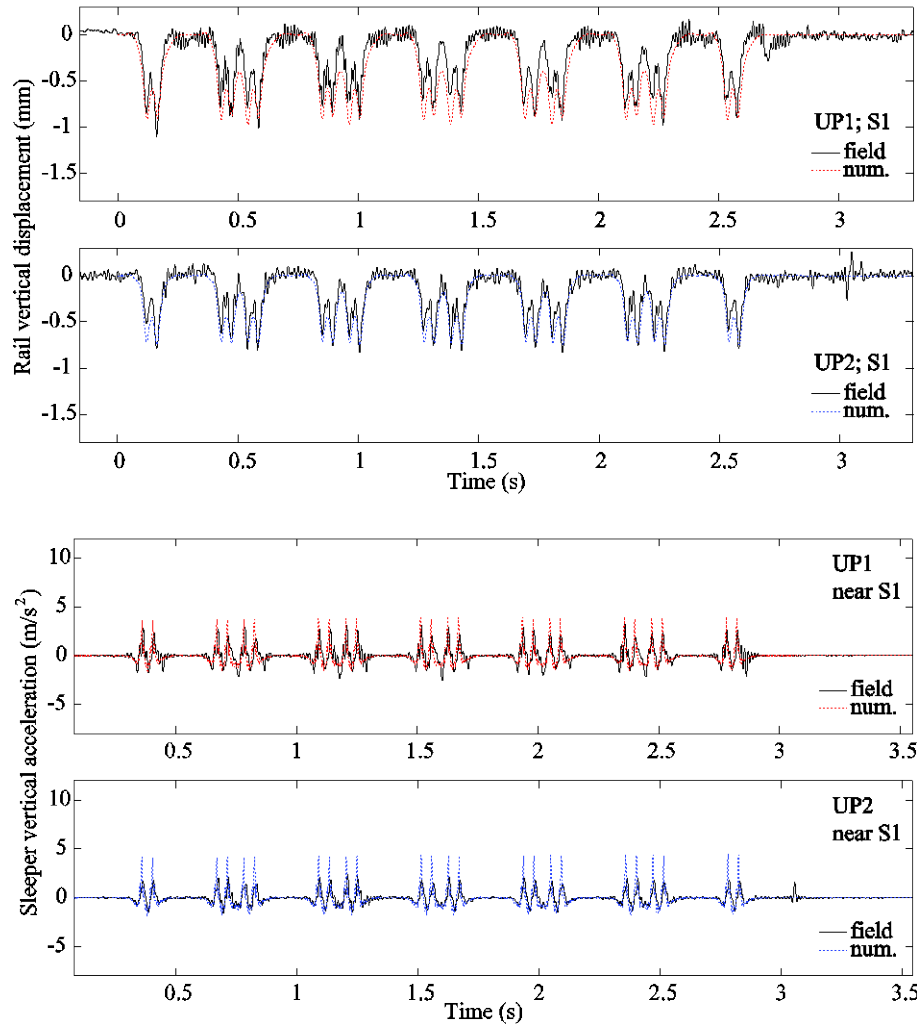 0
-0.5
-1
-1.5
UP1; S1
field
num.
0 0.5 1 1.5 2 2.5 3
Rail vertical displacement (mm)
0
-0.5
-1
-1.5
UP2; S1
field
num.
0 0.5 1 1.5 2 2.5 3
Time (s)
10
5
0
-5
UP1
near S1
field
num.
0.5 1 1.5 2 2.5 3 3.5
Sleeper vertical acceleration (m/s²)
10
5
0
-5
UP2
near S1
field
num.
0.5 1 1.5 2 2.5 3 3.5
Time (s)